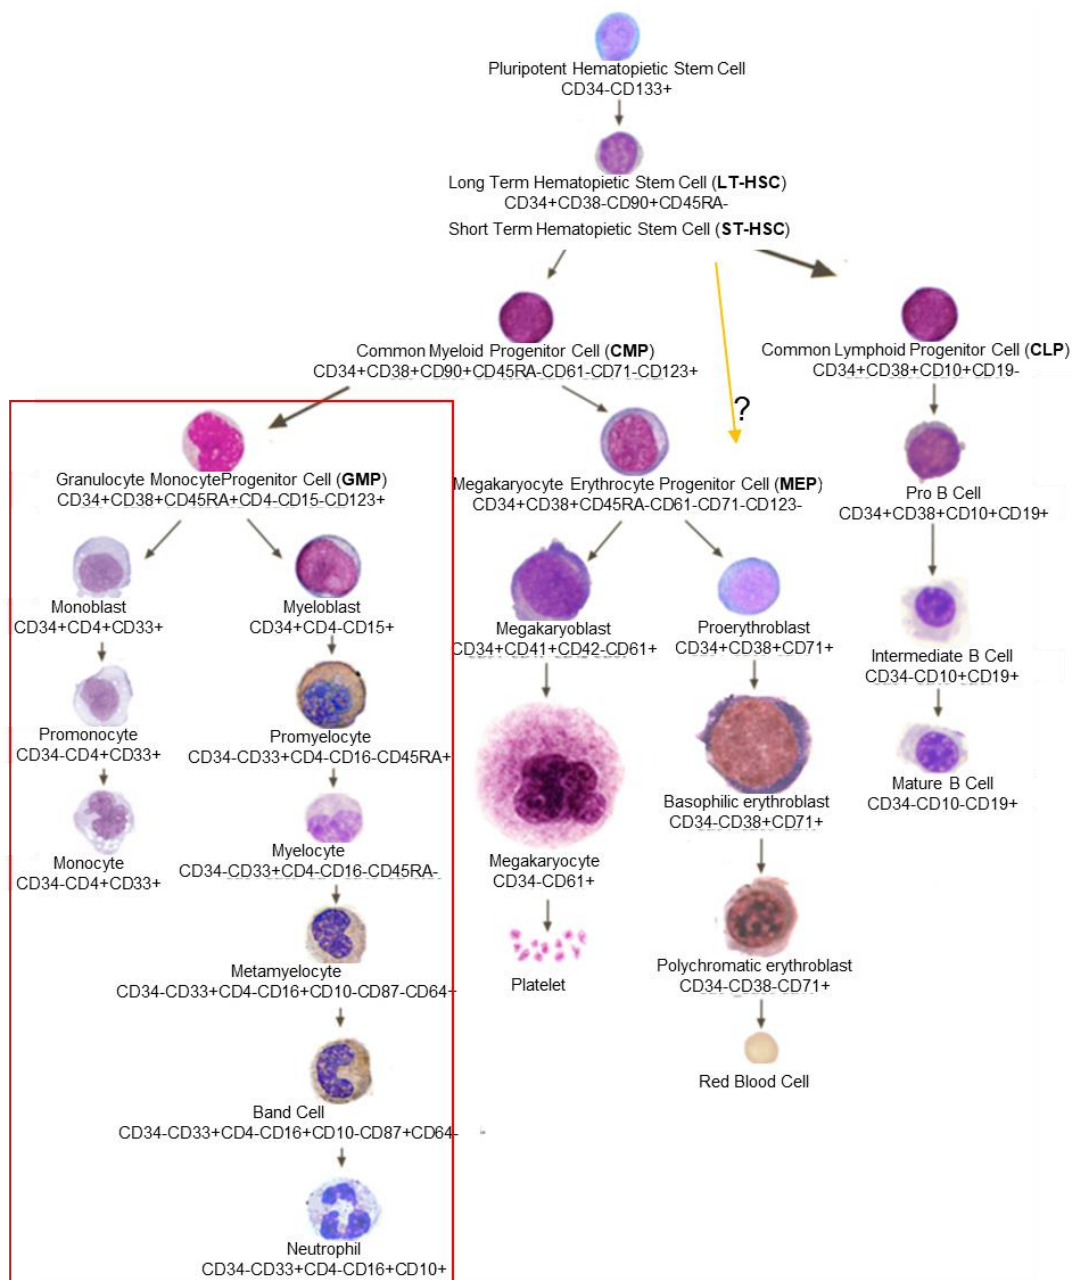 Pluripotent Hematopietic Stem Cell
CD34-CD133+
Long Term Hematopietic Stem Cell (LT-HSC)
CD34+CD38-CD90+CD45RA-
Short Term Hematopietic Stem Cell (ST-HSC)
Common Myeloid Progenitor Cell (CMP)
CD34+CD38+CD90+CD45RA-CD61-CD71-CD123+
Common Lymphoid Progenitor Cell (CLP)
CD34+CD38+CD10+CD19-
?
Granulocyte MonocyteProgenitor Cell (GMP)
CD34+CD38+CD45RA+CD4-CD15-CD123+
Megakaryocyte Erythrocyte Progenitor Cell (MEP)
CD34+CD38+CD45RA-CD61-CD71-CD123-
Pro B Cell
CD34+CD38+CD10+CD19+
Monoblast
CD34+CD4+CD33+
Myeloblast
CD34+CD4-CD15+
Megakaryoblast
CD34+CD41+CD42-CD61+
Proerythroblast
CD34+CD38+CD71+
Intermediate B Cell
CD34-CD10+CD19+
Promonocyte
CD34-CD4+CD33+
Promyelocyte
CD34-CD33+CD4-CD16-CD45RA+
Mature B Cell
CD34-CD10-CD19+
Basophilic erythroblast
CD34-CD38+CD71+
Monocyte
CD34-CD4+CD33+
Myelocyte
CD34-CD33+CD4-CD16-CD45RA-
Megakaryocyte
CD34-CD61+
Metamyelocyte
CD34-CD33+CD4-CD16+CD10-CD87-CD64+
Platelet
Polychromatic erythroblast
CD34-CD38-CD71+
Red Blood Cell
Band Cell
CD34-CD33+CD4-CD16+CD10-CD87+CD64-
Neutrophil
CD34-CD33+CD4-CD16+CD10+